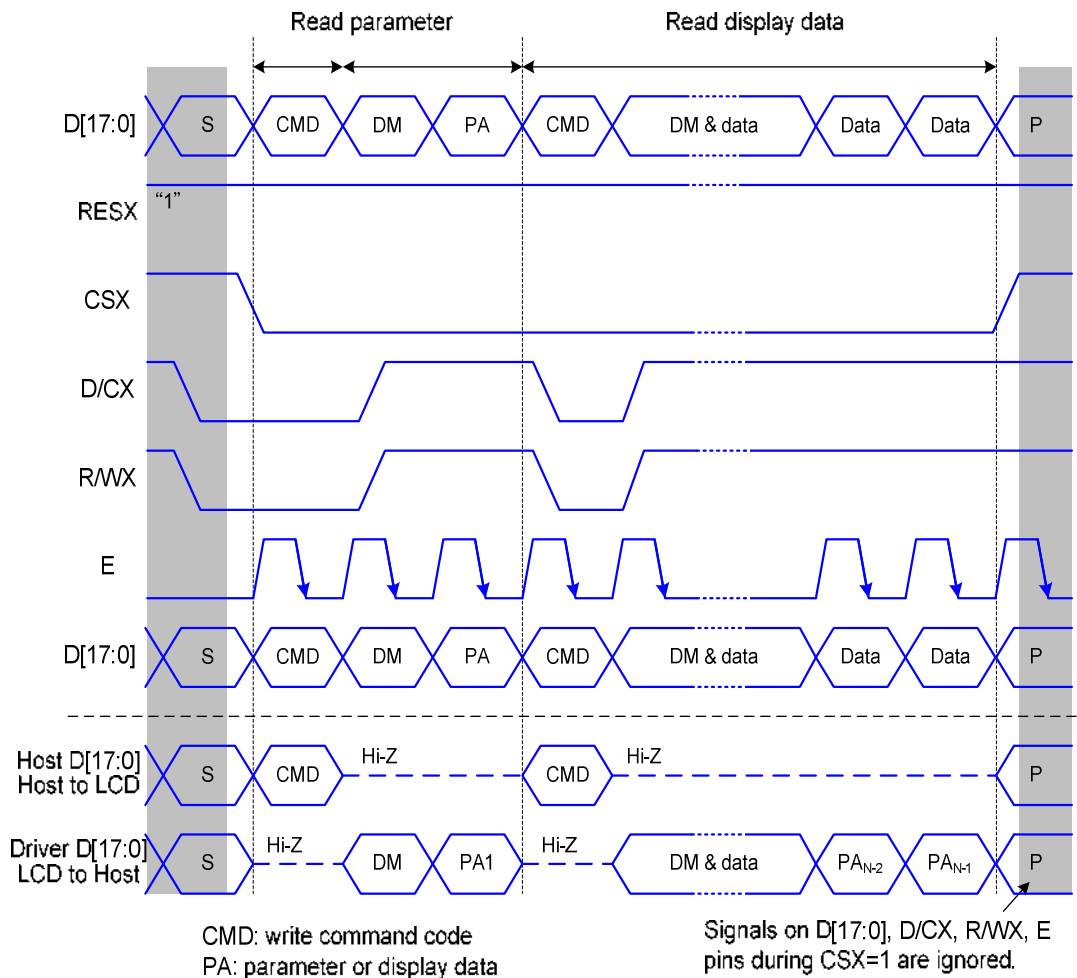 Read parameter
Read display data
D[17:0]
S
CMD
DM
PA
CMD
DM & data
Data
Data
P
"1"
RESX
CSX
D/CX
R/WX
E
D[17:0]
S
CMD
DM
PA
CMD
DM & data
Data
Data
P
Host D[17:0]
Host to LCD
S
CMD
Hi-Z
CMD
Hi-Z
P
Driver D[17:0]
LCD to Host
S
Hi-Z
DM
PA1
Hi-Z
DM & data
PAN-2
PAN-1
P
CMD: write command code
PA: parameter or display data
Signals on D[17:0], D/CX, R/WX, E
pins during CSX=1 are ignored.